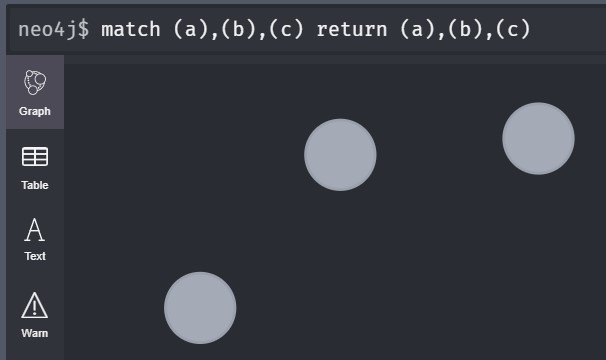 neo4j$ match (a),(b),(c) return (a),(b),(c)
Graph
Table
A
Text
Warn